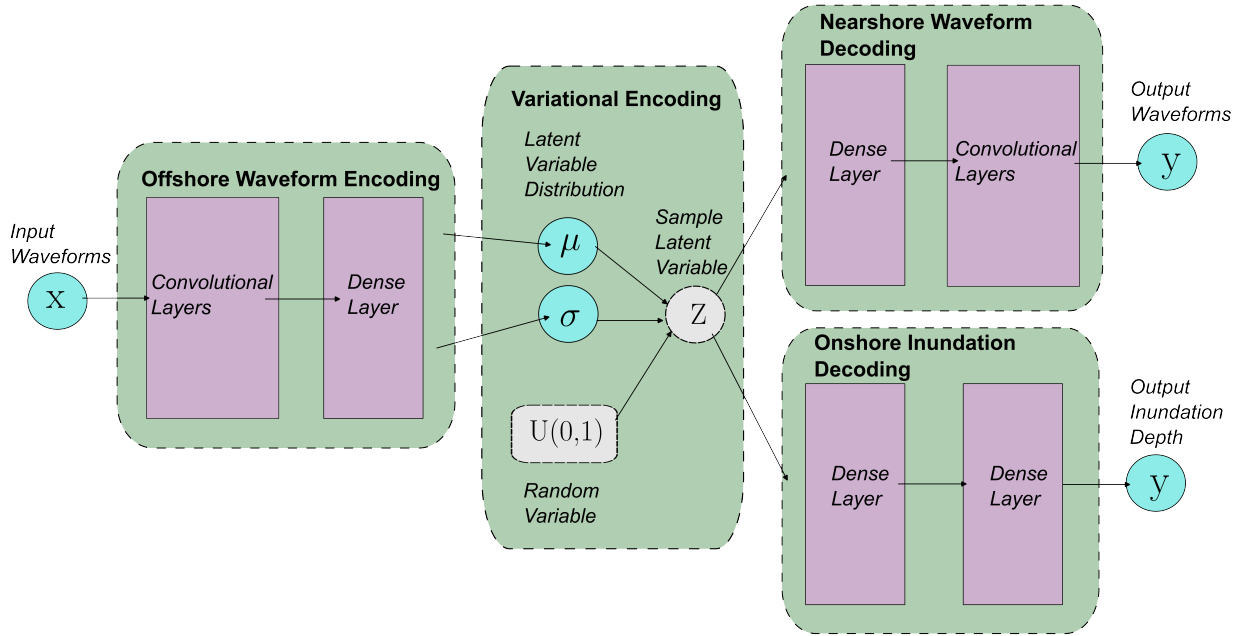 Input
Waveforms
x
Offshore Waveform Encoding
Convolutional
Layers
Dense
Layer
Variational Encoding
Latent
Variable
Distribution
μ
σ
U(0,1)
Random
Variable
Sample
Latent
Variable
Z
Nearshore Waveform
Decoding
Dense
Layer
Convolutional
Layers
Output
Waveforms
y
Onshore Inundation
Decoding
Dense
Layer
Dense
Layer
Output
Inundation
Depth
y